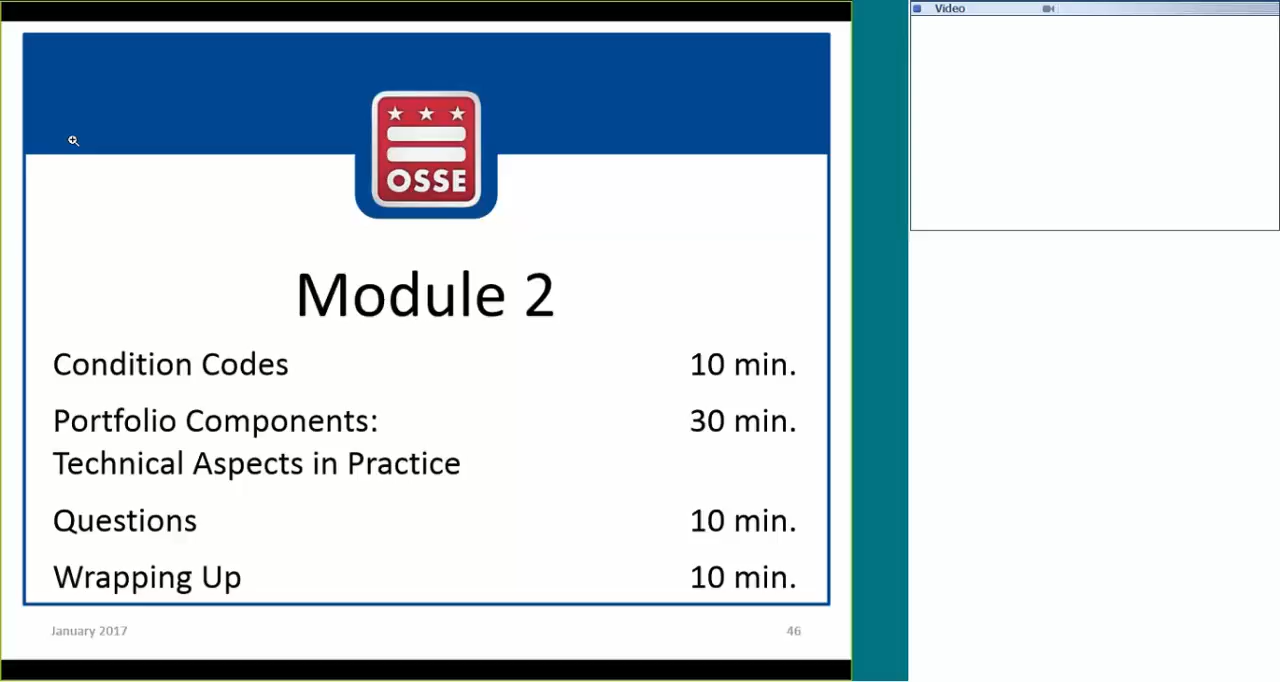 Video
OSSE
Module 2
Condition Codes 10 min.
Portfolio Components: 30 min.
Technical Aspects in Practice
Questions 10 min.
Wrapping Up 10 min.
January 2017 46